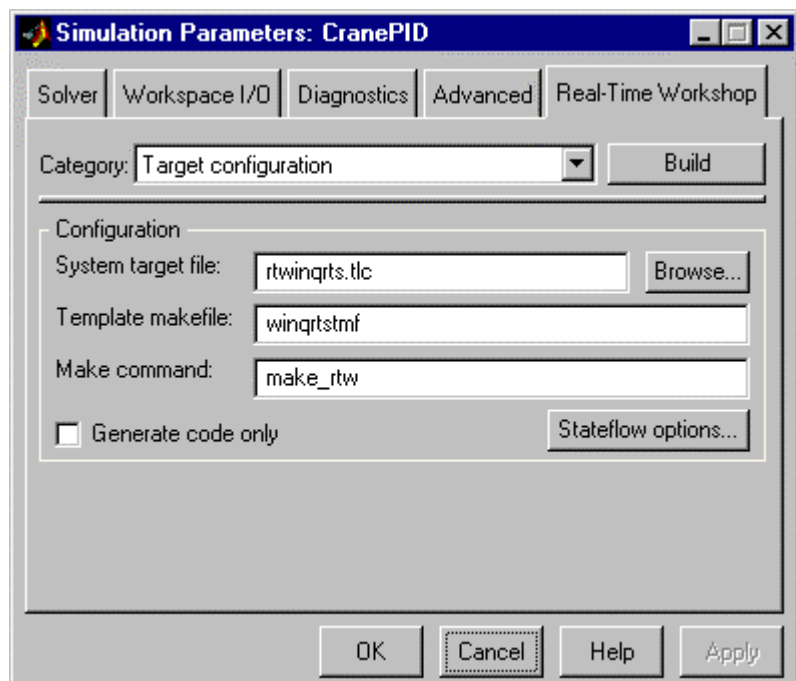 Simulation Parameters: CranePID
Solver Workspace I/O Diagnostics Advanced Real-Time Workshop
Category: Target configuration Build
Configuration
System target file: rtwinqrts.tlc Browse...
Template makefile: winqrtstmf
Make command: make_rtw
Generate code only Stateflow options...
OK Cancel Help Apply